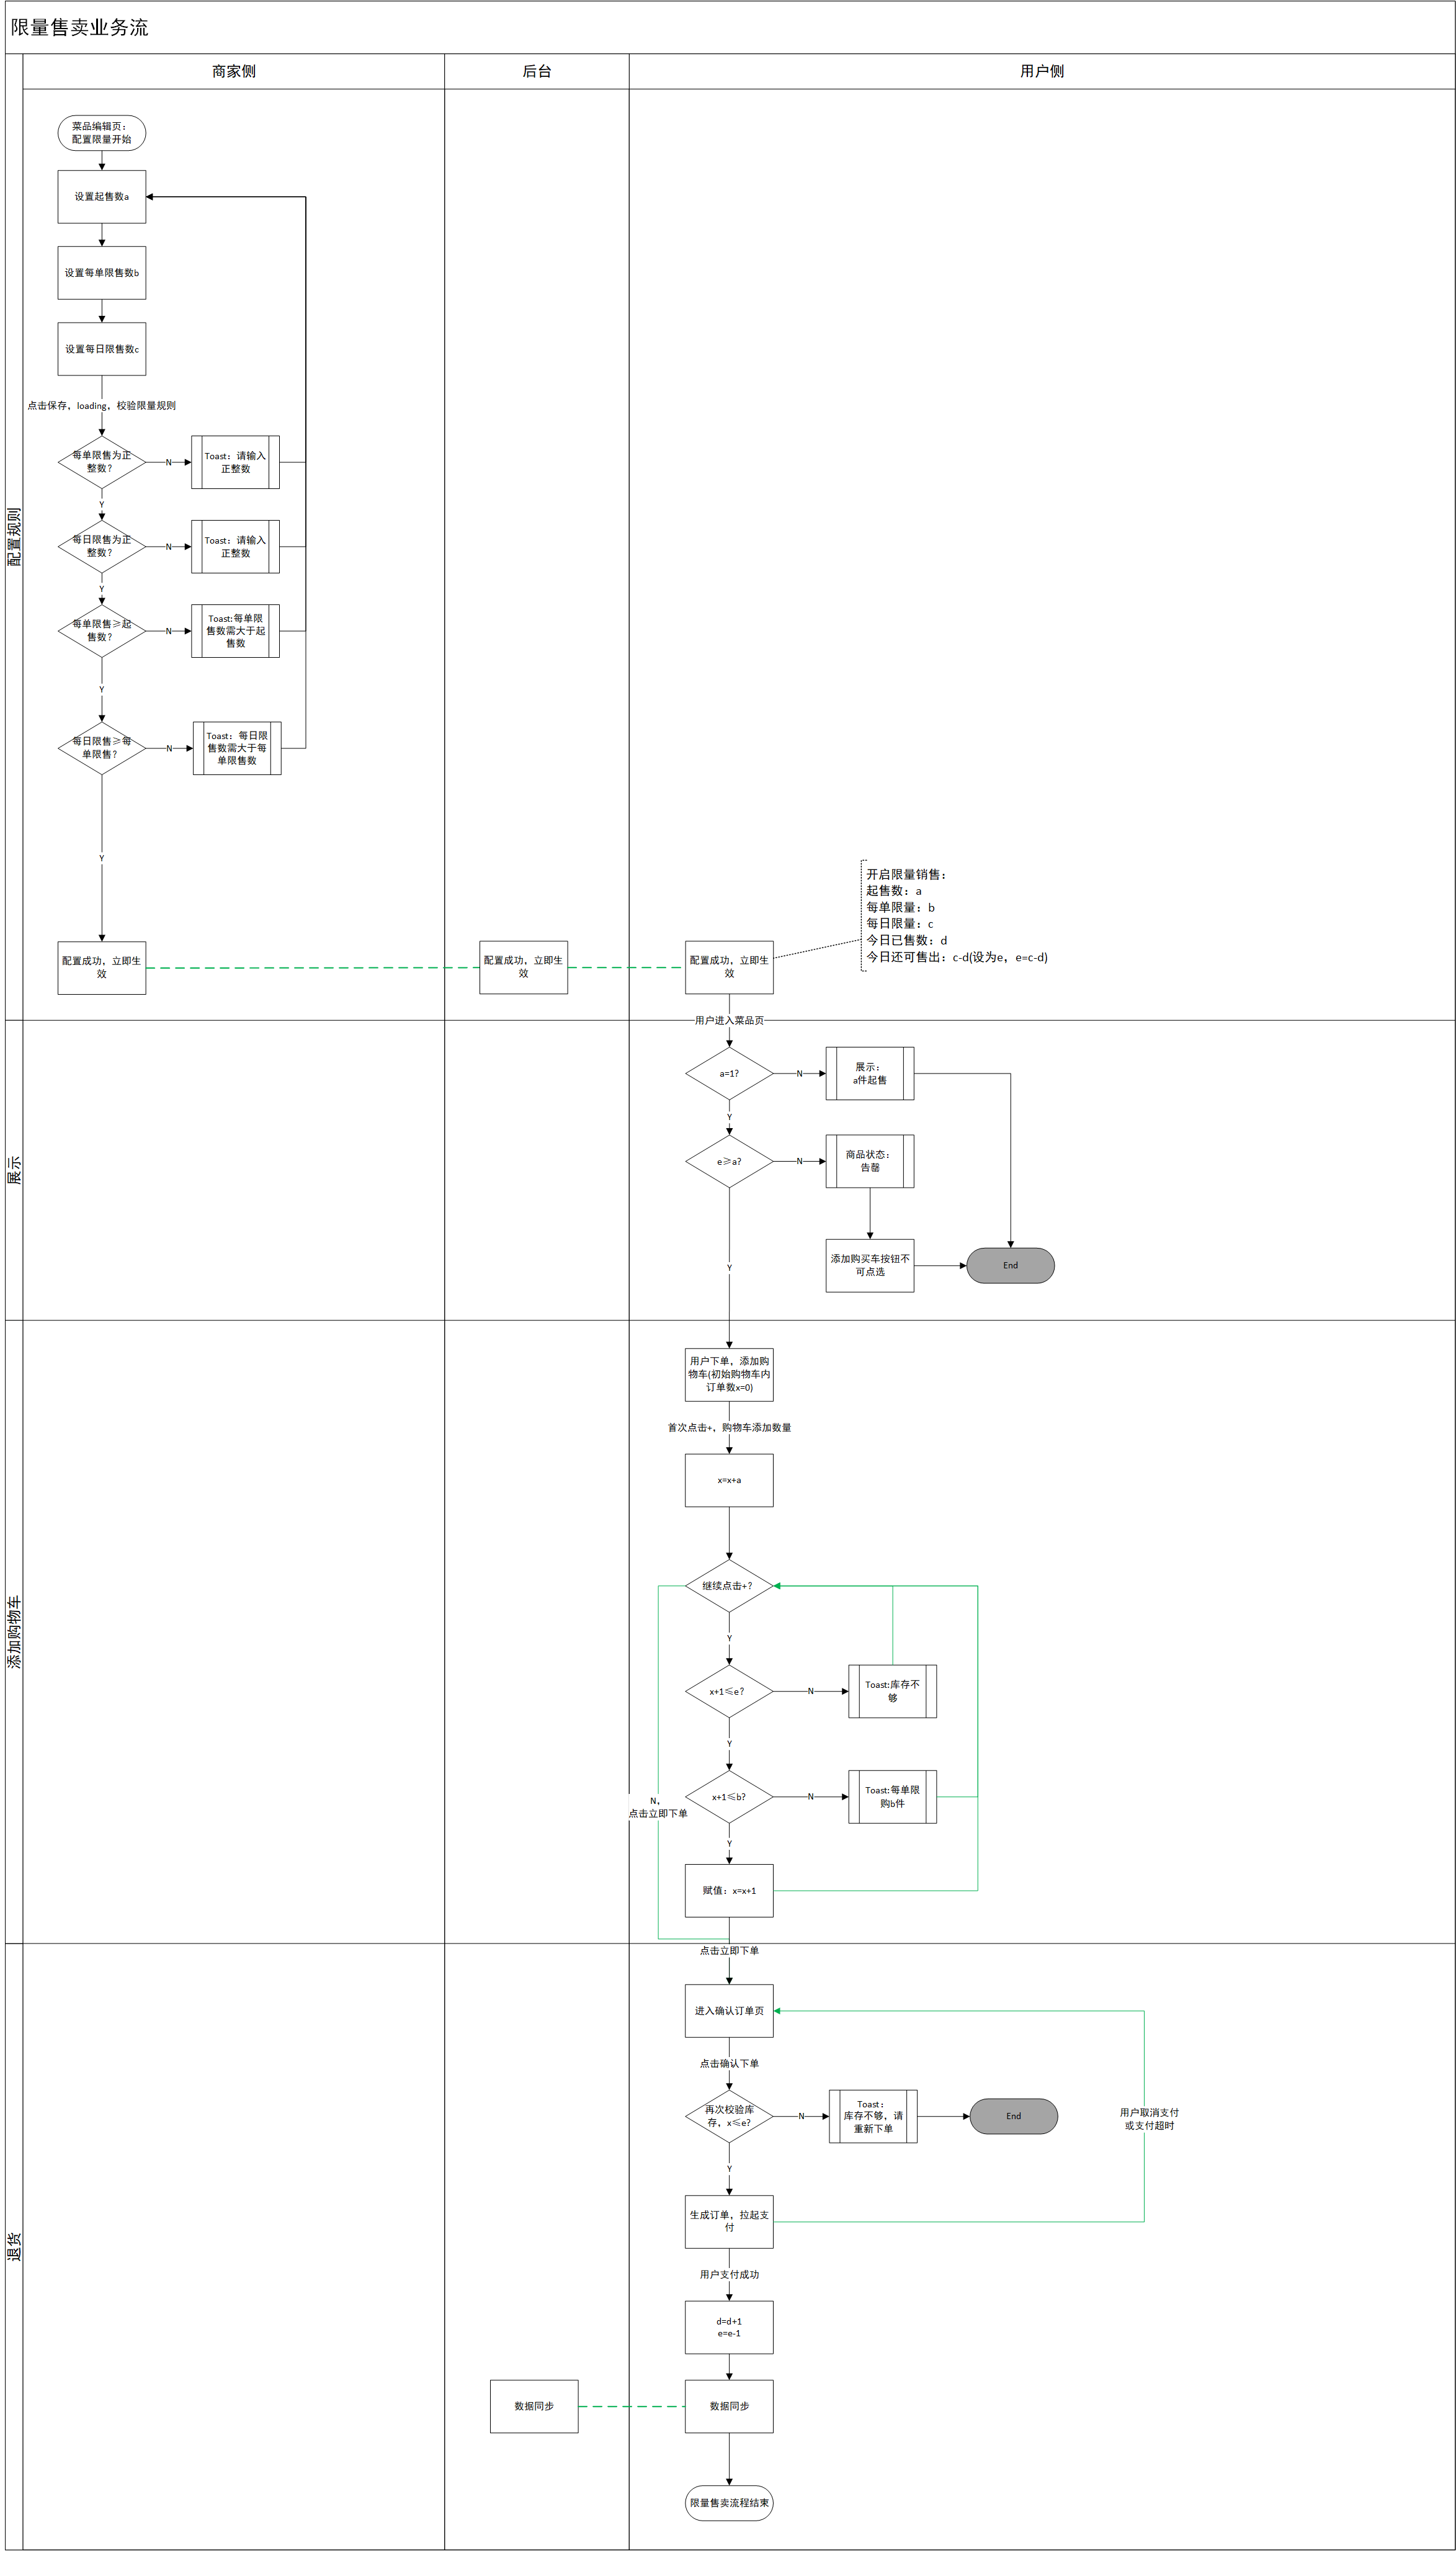 限量售卖业务流
商家侧
后台
用户侧
配置规则
菜品编辑页：
配置限量开始
设置起售数a
设置每单限售数b
设置每日限售数c
点击保存，loading，校验限量规则
每单限售为正
整数？
N
Toast：请输入
正整数
Y
每日限售为正
整数？
N
Toast：请输入
正整数
Y
每单限售≥起
售数？
N
Toast:每单限
售数需大于起
售数
Y
每日限售≥每
单限售？
N
Toast：每日限
售数需大于每
单限售数
Y
配置成功，立即生
效
配置成功，立即生
效
配置成功，立即生
效
开启限量销售：
起售数：a
每单限量：b
每日限量：c
今日已售数：d
今日还可售出：c-d(设为e，e=c-d)
用户进入菜品页
展示
a=1?
N
展示：
a件起售
Y
e≥a?
N
商品状态：
告罄
Y
添加购买车按钮不
可点选
End
添加购物车
用户下单，添加购
物车(初始购物车内
订单数x=0)
首次点击+，购物车添加数量
x=x+a
继续点击+？
Y
x+1≤e?
N
Toast:库存不
够
Y
x+1≤b?
N
Toast:每单限
购b件
N，
点击立即下单
Y
赋值：x=x+1
点击立即下单
退货
进入确认订单页
点击确认下单
再次校验库
存，x≤e?
N
Toast：
库存不够，请
重新下单
End
用户取消支付
或支付超时
Y
生成订单，拉起支
付
用户支付成功
d=d+1
e=e-1
数据同步
数据同步
限量售卖流程结束